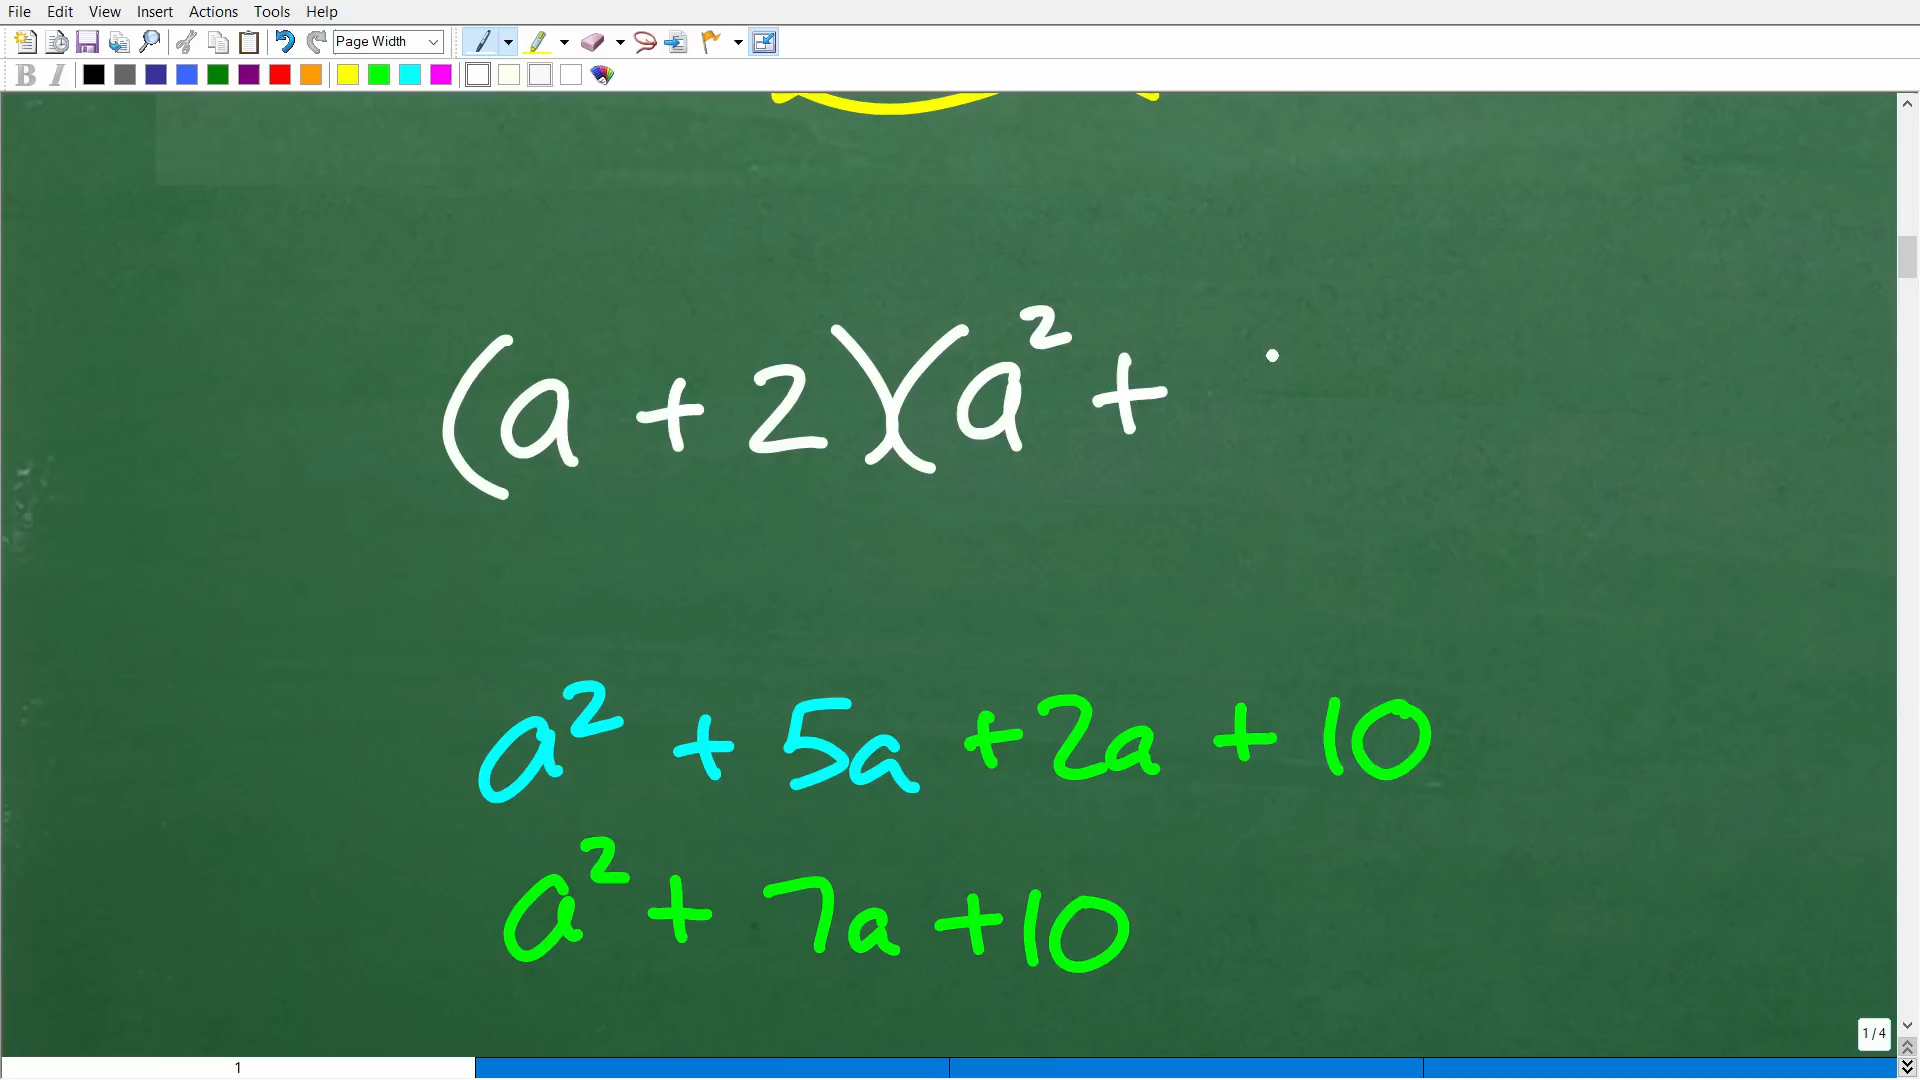 File Edit View Insert Actions Tools Help
Page Width
B I
(a + 2)(a² +
a² + 5a + 2a + 10
a² + 7a + 10
1 / 4
1